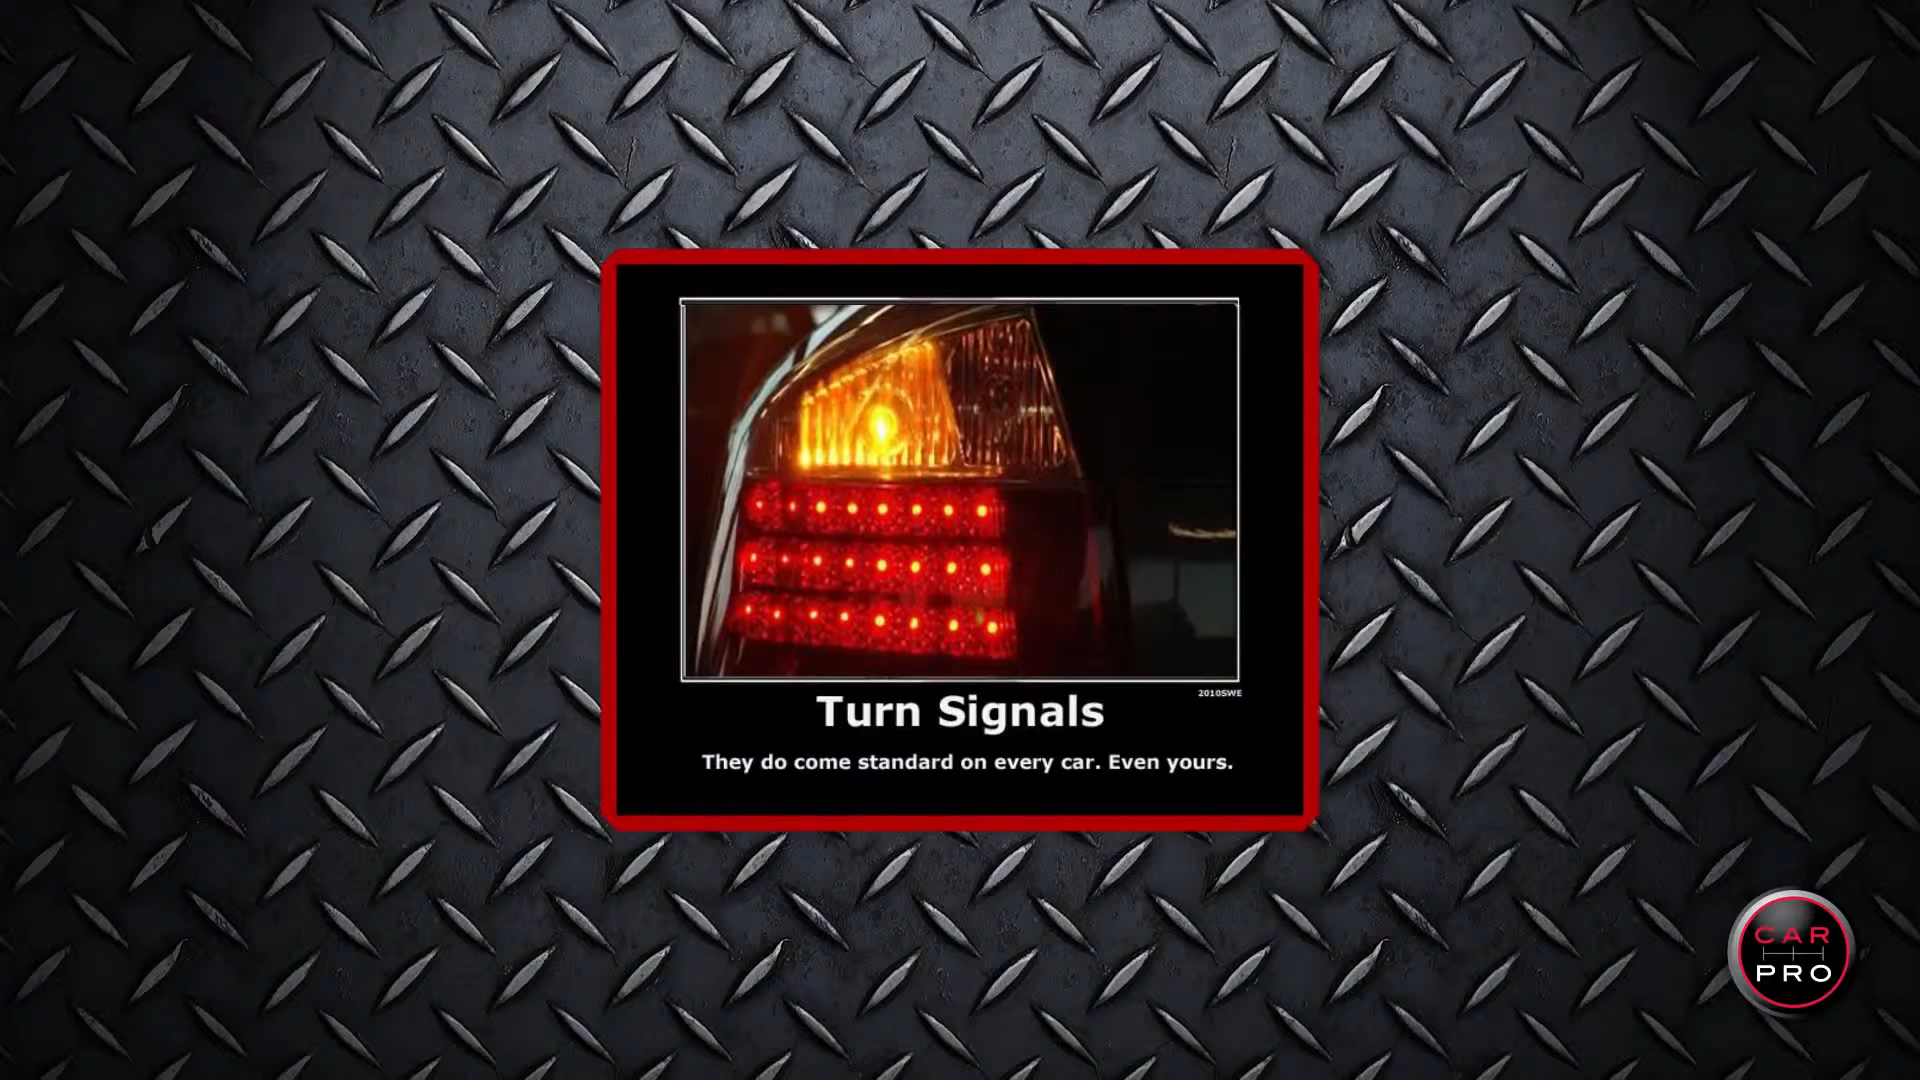 2010SWE
Turn Signals
They do come standard on every car. Even yours.
CAR
PRO